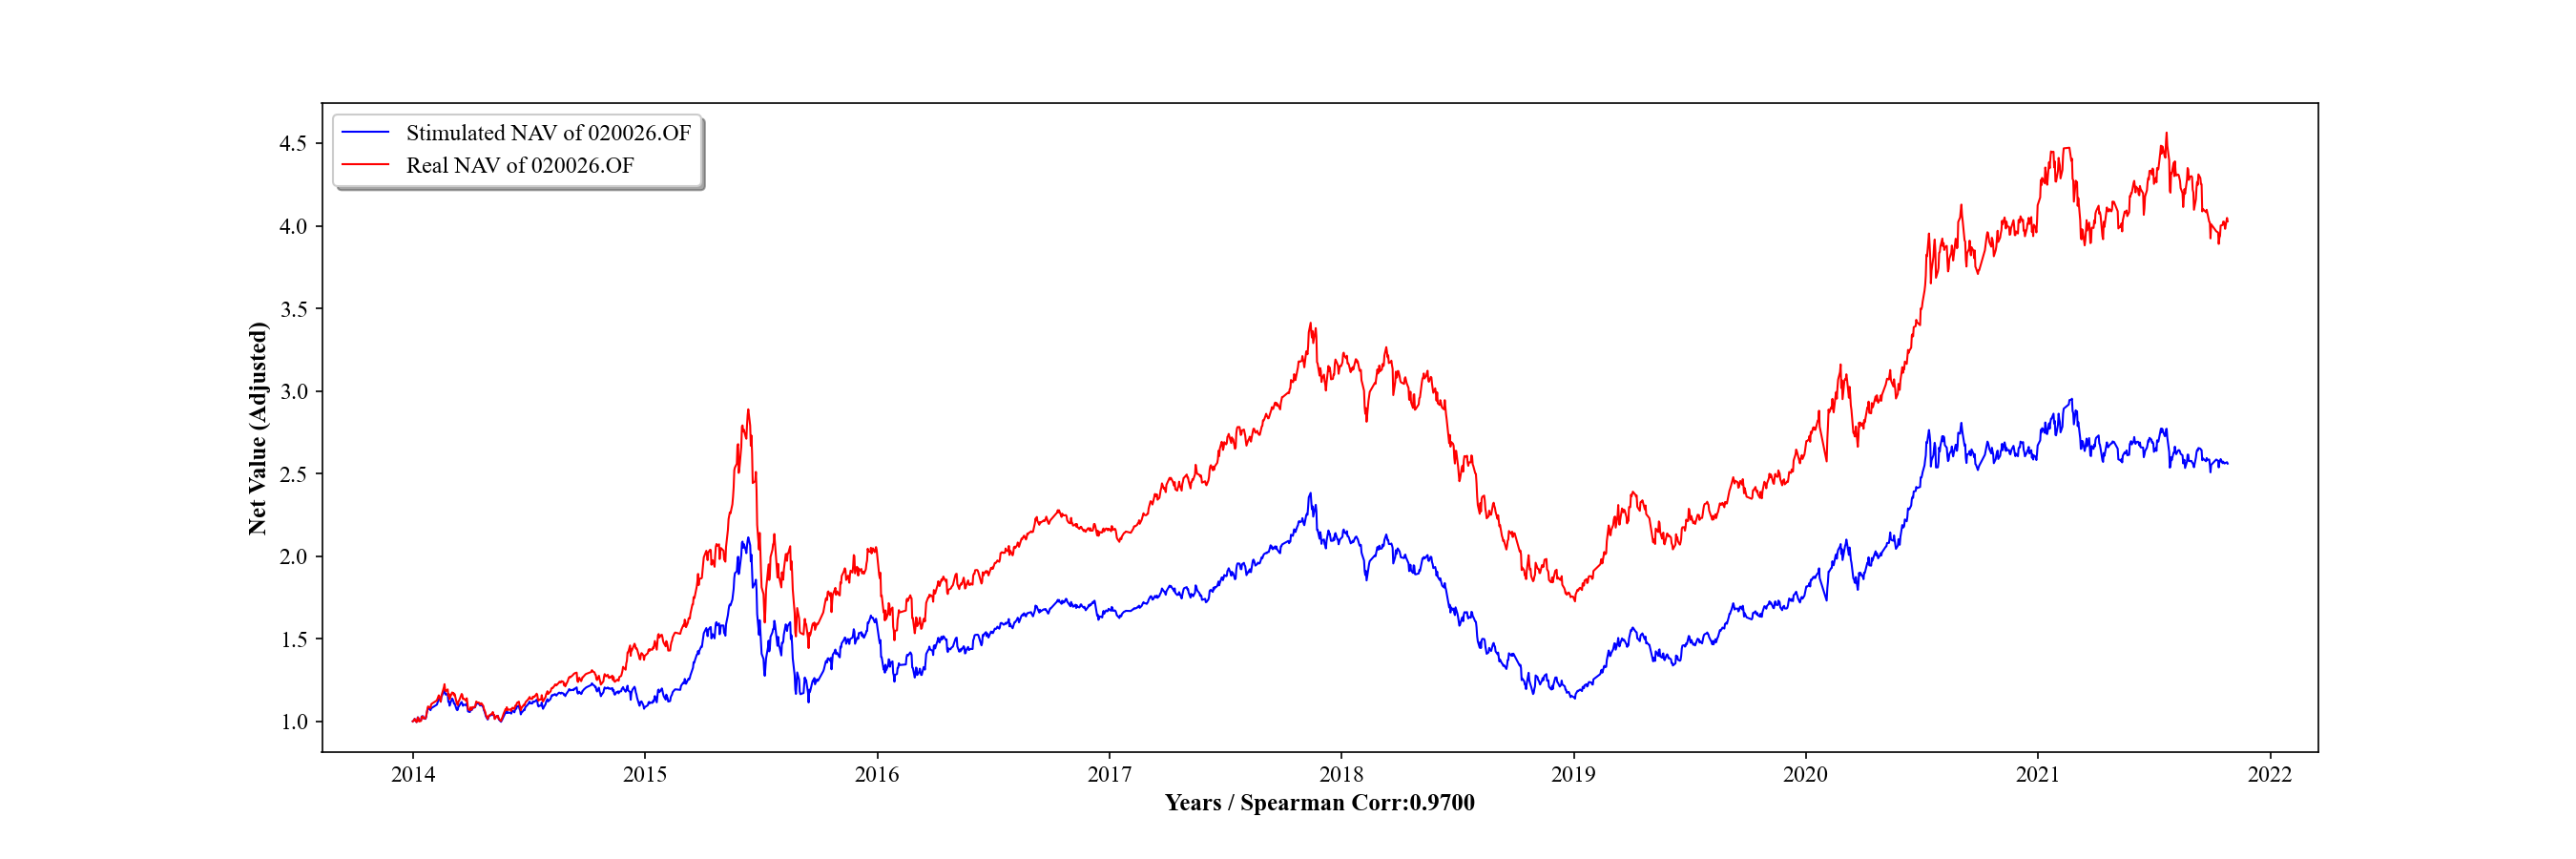 Stimulated NAV of 020026.OF
Real NAV of 020026.OF
Net Value (Adjusted)
4.5
4.0
3.5
3.0
2.5
2.0
1.5
1.0
2014 2015 2016 2017 2018 2019 2020 2021 2022
Years / Spearman Corr:0.9700